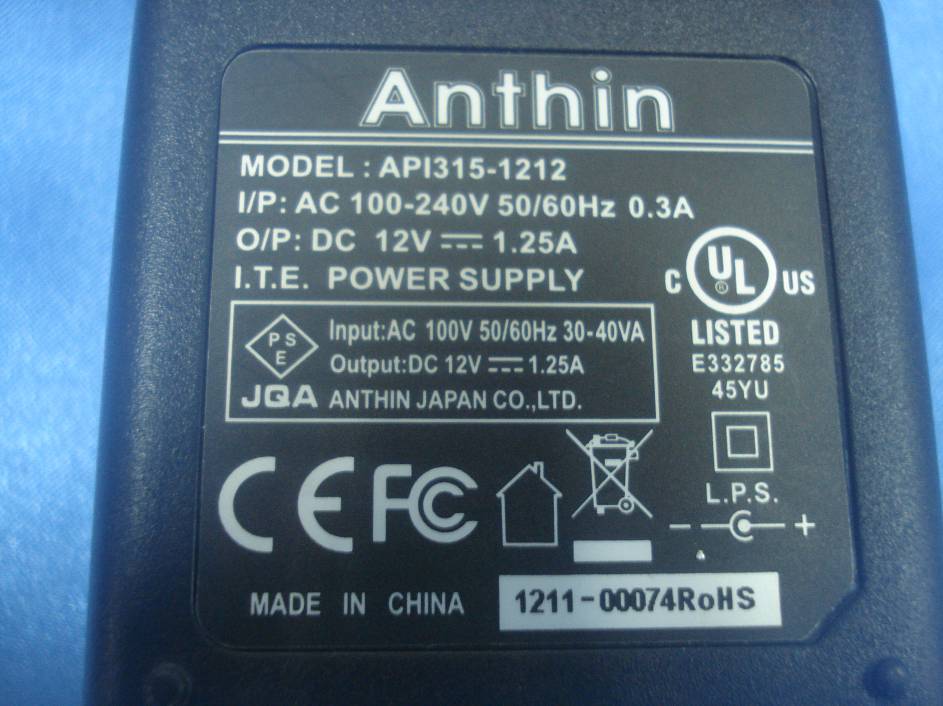 Anthin
MODEL : API315-1212
I/P: AC 100-240V 50/60Hz 0.3A
O/P: DC 12V ⎓ 1.25A
I.T.E. POWER SUPPLY
C UL ® US
LISTED
E332785
45YU
PSE
Input:AC 100V 50/60Hz 30-40VA
Output:DC 12V ⎓ 1.25A
JQA ANTHIN JAPAN CO.,LTD.
L.P.S.
- +
CE FC
MADE IN CHINA
1211-00074RoHS